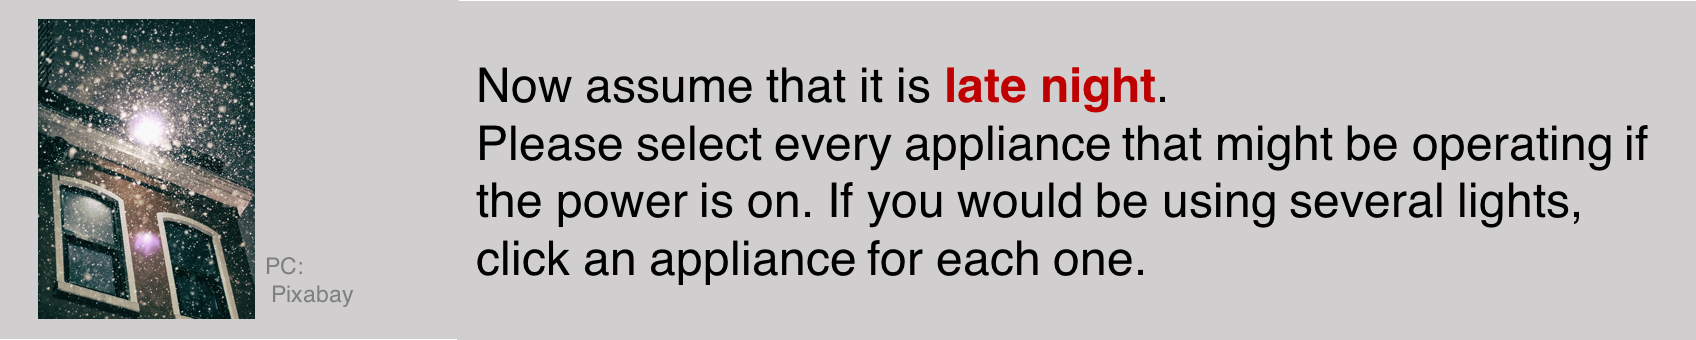 Now assume that it is late night.
Please select every appliance that might be operating if
the power is on. If you would be using several lights,
click an appliance for each one.
PC:
Pixabay